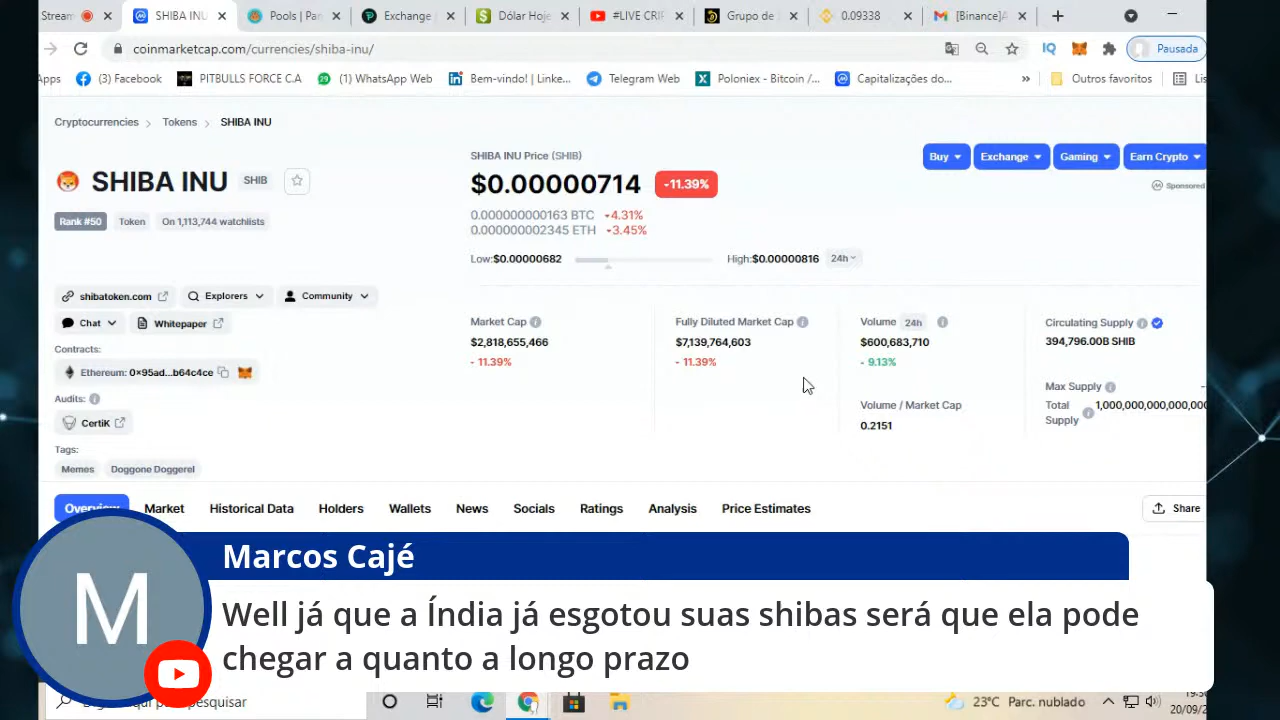 Stream
SHIBA INU
Pools | Pan
Exchange |
Dólar Hoje
#LIVE CRIP
Grupo de
0.09338
[Binance]
coinmarketcap.com/currencies/shiba-inu/
IQ
Pausada
Apps
(3) Facebook
PITBULLS FORCE C.A
(1) WhatsApp Web
Bem-vindo! | Linke...
Telegram Web
Poloniex - Bitcoin /...
Capitalizações do...
»
Outros favoritos
Cryptocurrencies
Tokens
SHIBA INU
SHIBA INU
SHIB
Rank #50
Token
On 1,113,744 watchlists
SHIBA INU Price (SHIB)
$0.00000714
-11.39%
0.000000000163 BTC
-4.31%
0.000000002345 ETH
-3.45%
Low:$0.00000682
High:$0.00000816
24h
Buy
Exchange
Gaming
Earn Crypto
Sponsored
shibatoken.com
Explorers
Community
Chat
Whitepaper
Contracts:
Ethereum: 0x95ad...b64c4ce
Audits:
CertiK
Tags:
Memes
Doggone Doggerel
Market Cap
$2,818,655,466
- 11.39%
Fully Diluted Market Cap
$7,139,764,603
- 11.39%
Volume 24h
$600,683,710
- 9.13%
Volume / Market Cap
0.2151
Circulating Supply
394,796.00B SHIB
Max Supply
--
Total Supply
1,000,000,000,000,000
Overview
Market
Historical Data
Holders
Wallets
News
Socials
Ratings
Analysis
Price Estimates
Share
M
Marcos Cajé
Well já que a Índia já esgotou suas shibas será que ela pode
chegar a quanto a longo prazo
23°C Parc. nublado